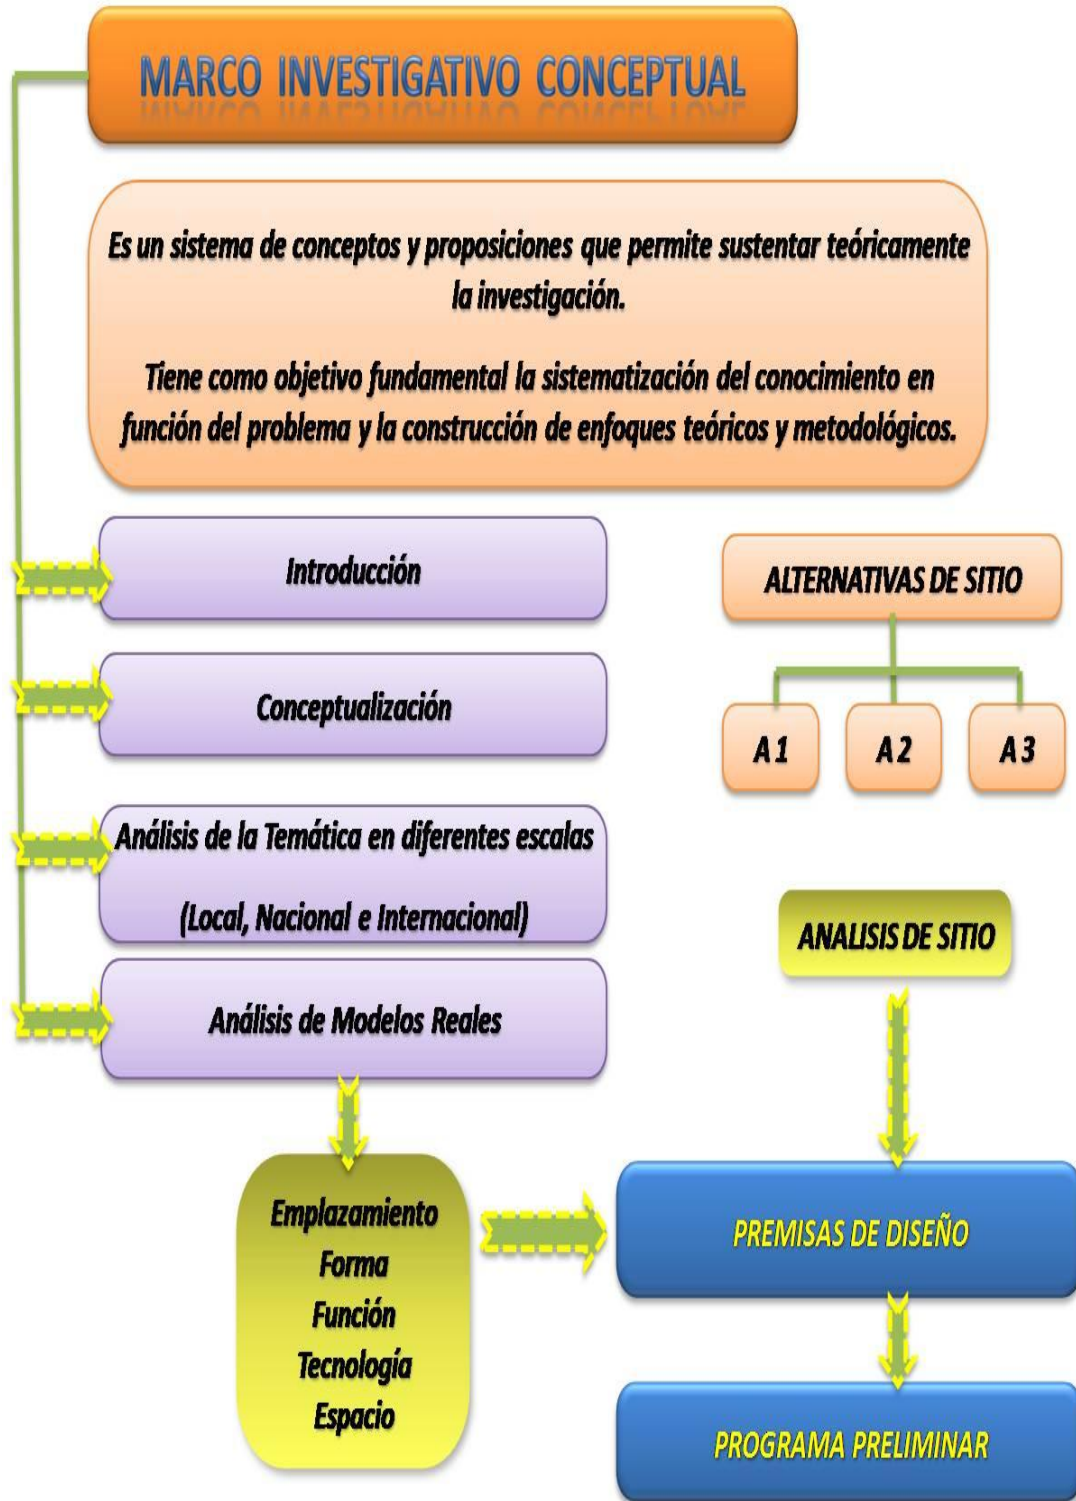 MARCO INVESTIGATIVO CONCEPTUAL
Es un sistema de conceptos y proposiciones que permite sustentar teóricamente
la investigación.
Tiene como objetivo fundamental la sistematización del conocimiento en
función del problema y la construcción de enfoques teóricos y metodológicos.
Introducción
Conceptualización
Análisis de la Temática en diferentes escalas
(Local, Nacional e Internacional)
Análisis de Modelos Reales
Emplazamiento
Forma
Función
Tecnología
Espacio
ALTERNATIVAS DE SITIO
A 1
A 2
A 3
ANALISIS DE SITIO
PREMISAS DE DISEÑO
PROGRAMA PRELIMINAR